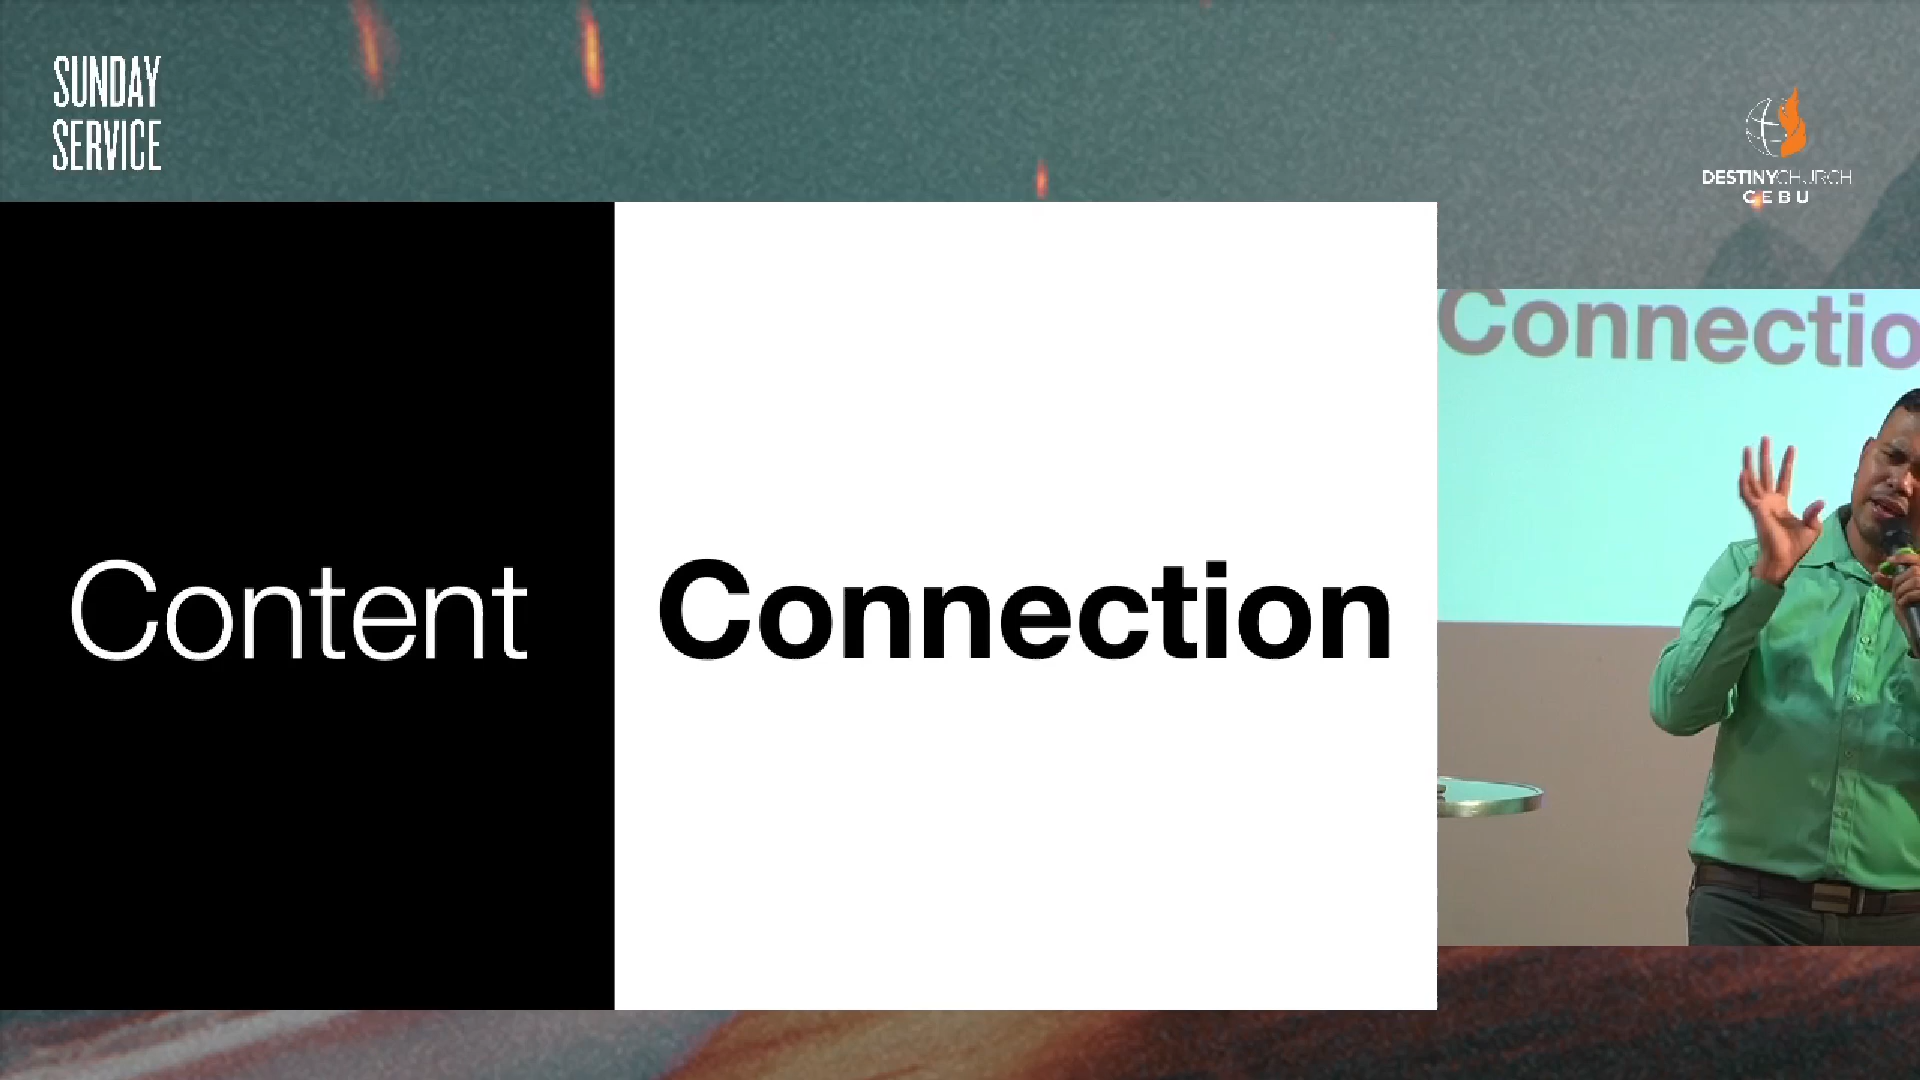 SUNDAY
SERVICE
DESTINYCHURCH
CEBU
Content
Connection
Connectio